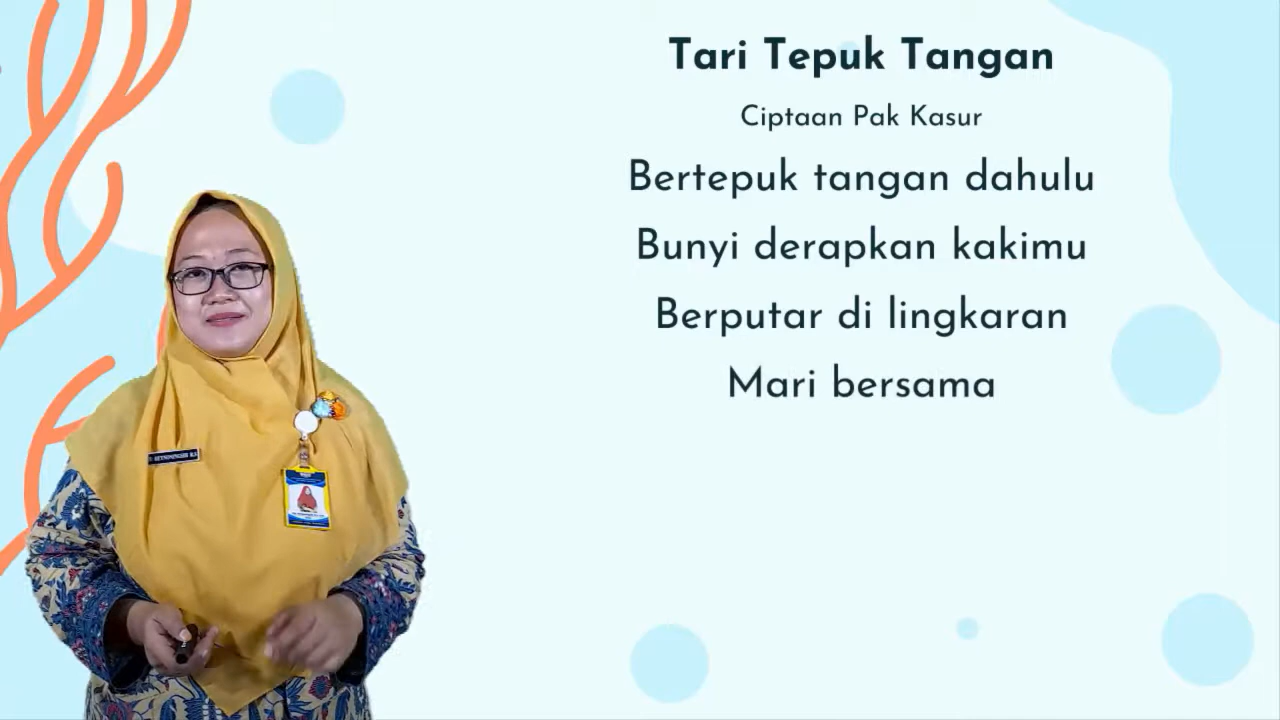 Tari Tepuk Tangan
Ciptaan Pak Kasur
Bertepuk tangan dahulu
Bunyi derapkan kakimu
Berputar di lingkaran
Mari bersama